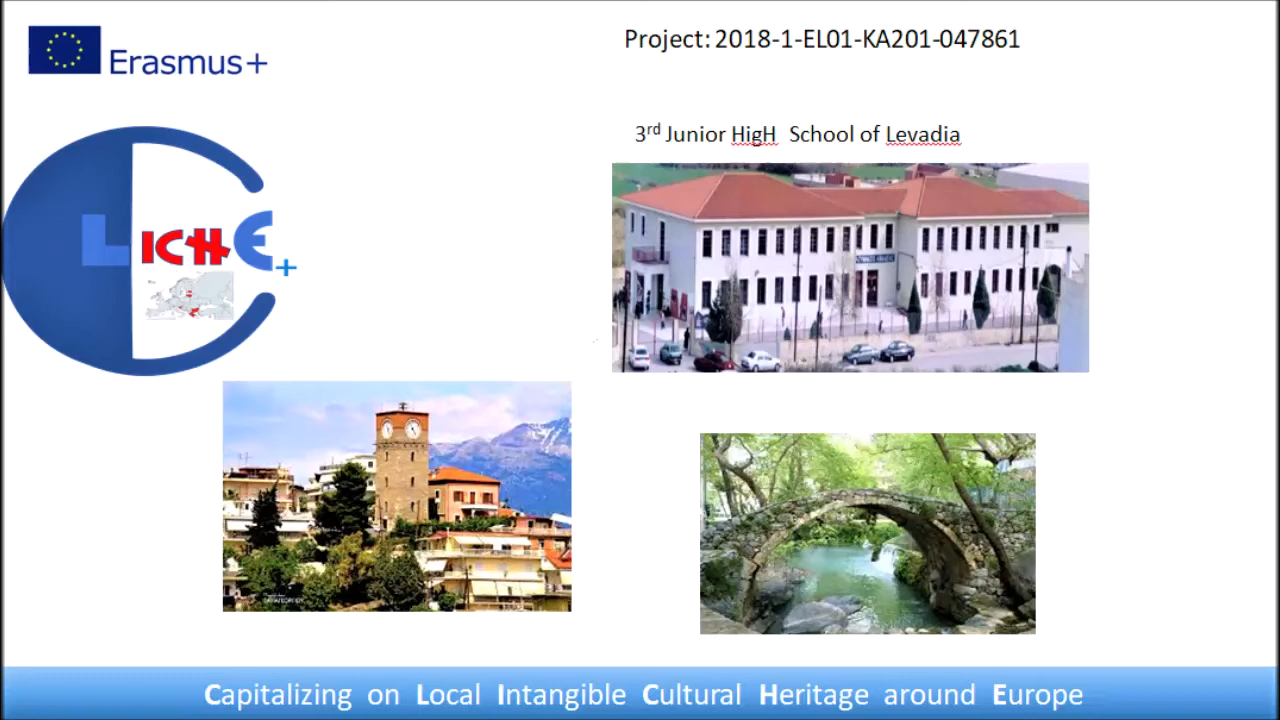 Erasmus+
Project: 2018-1-EL01-KA201-047861
3rd Junior HigH School of Levadia
LICHE+
Capitalizing on Local Intangible Cultural Heritage around Europe